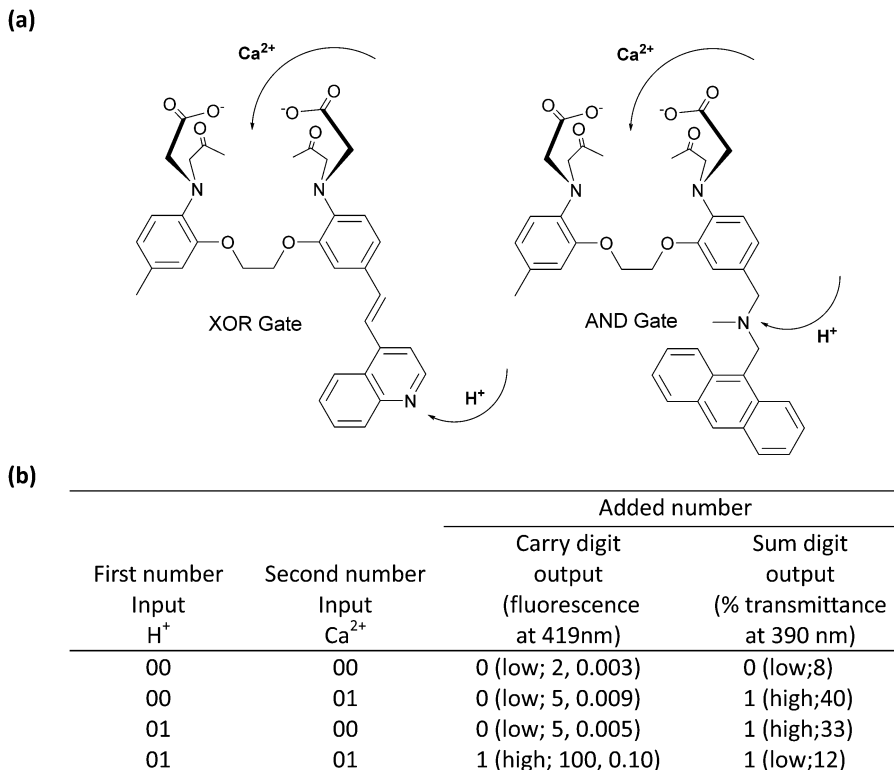 (a)
Ca2+
Ca2+
O O- -O O O O- -O O
O O O O
N N N N
O O O O
XOR Gate
AND Gate
N
H+
H+
N
(b)
Added number
Carry digit Sum digit
First number Second number output output
Input Input (fluorescence (% transmittance
H+ Ca2+ at 419nm) at 390 nm)
00 00 0 (low; 2, 0.003) 0 (low;8)
00 01 0 (low; 5, 0.009) 1 (high;40)
01 00 0 (low; 5, 0.005) 1 (high;33)
01 01 1 (high; 100, 0.10) 1 (low;12)